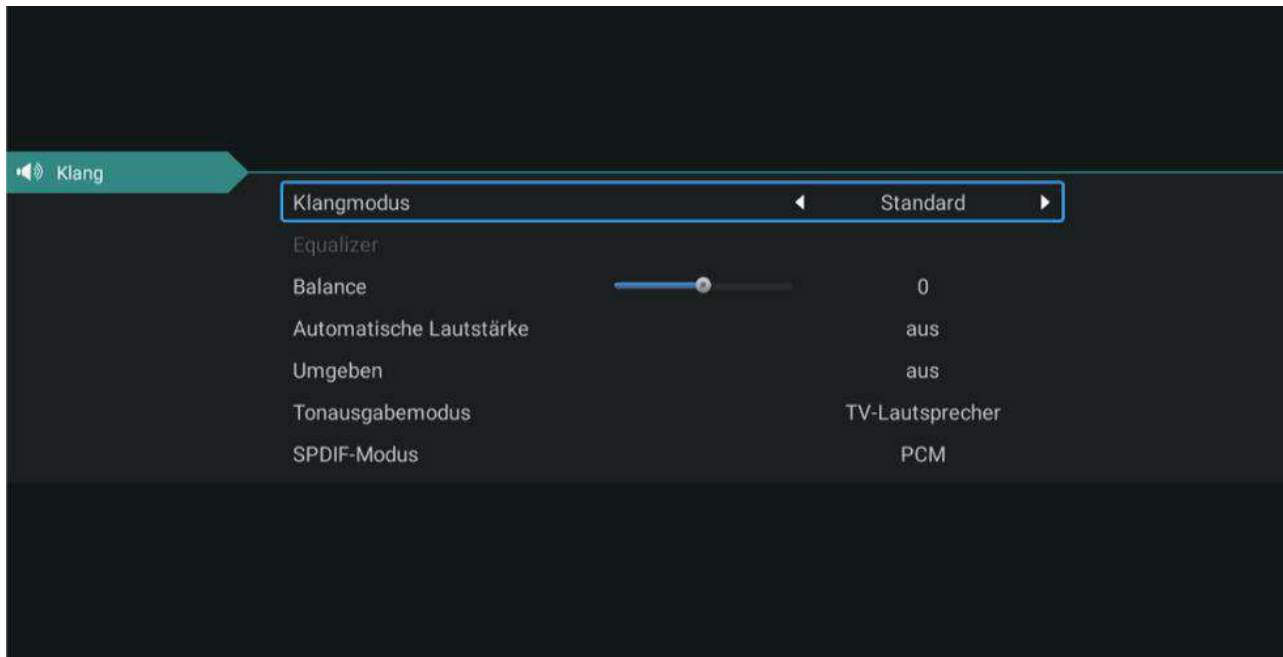 Klang
Klangmodus Standard
Equalizer
Balance 0
Automatische Lautstärke aus
Umgeben aus
Tonausgabemodus TV-Lautsprecher
SPDIF-Modus PCM